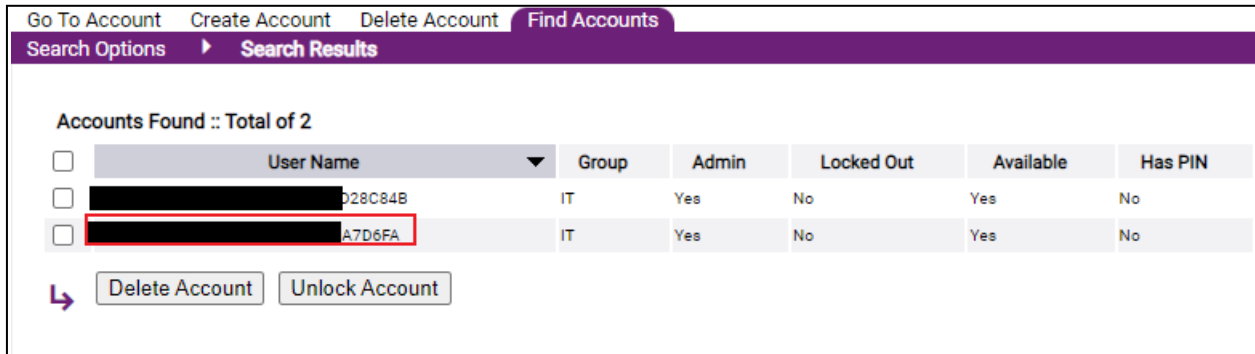 Go To Account Create Account Delete Account Find Accounts
Search Options Search Results
Accounts Found :: Total of 2
User Name Group Admin Locked Out Available Has PIN
D28C84B IT Yes No Yes No
A7D6FA IT Yes No Yes No
Delete Account Unlock Account